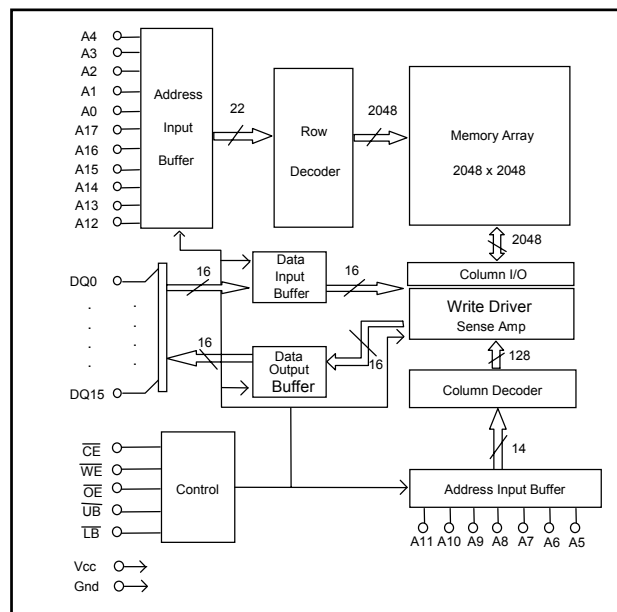 A4
A3
A2
A1
A0
A17
A16
A15
A14
A13
A12
Address
Input
Buffer
22
Row
Decoder
2048
Memory Array
2048 x 2048
2048
DQ0
DQ15
16
Data
Input
Buffer
16
Column I/O
Write Driver
Sense Amp
16
Data
Output
Buffer
16
128
Column Decoder
14
CE
WE
OE
UB
LB
Control
Address Input Buffer
A11 A10 A9 A8 A7 A6 A5
Vcc
Gnd